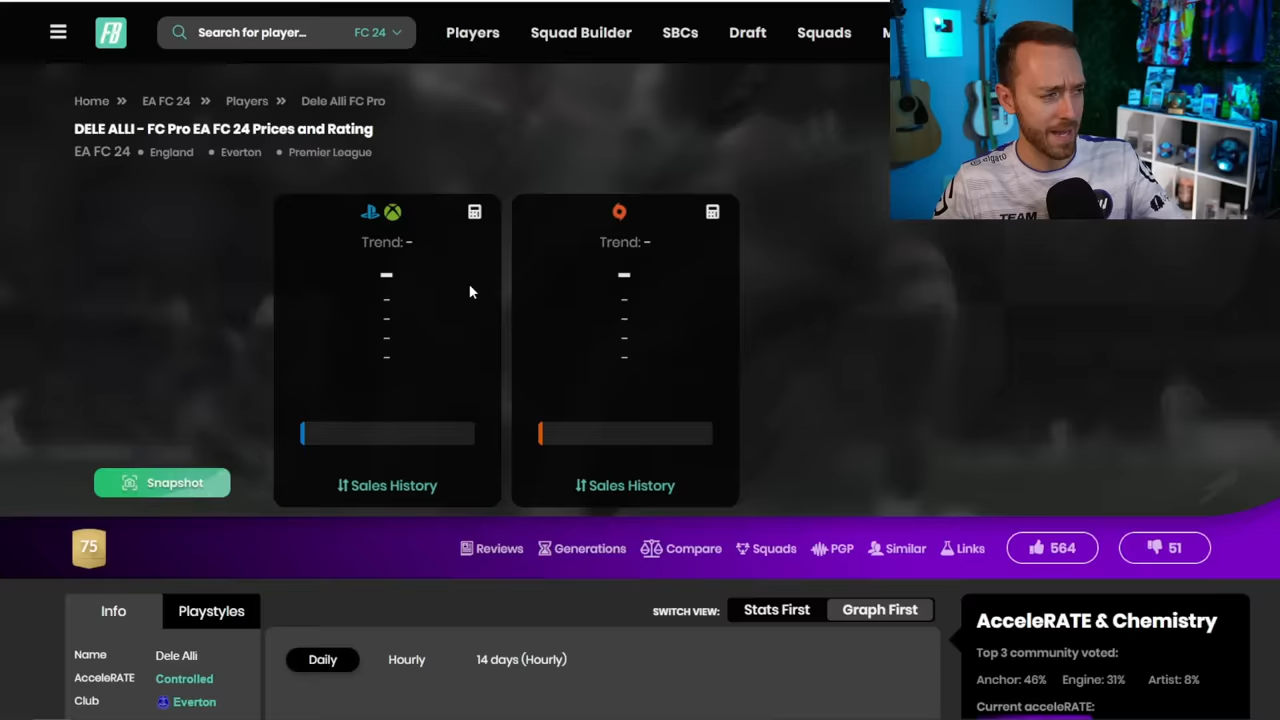 FB
Search for player...
FC 24
Players
Squad Builder
SBCs
Draft
Squads
M
Home » EA FC 24 » Players » Dele Alli FC Pro
DELE ALLI - FC Pro EA FC 24 Prices and Rating
EA FC 24 • England • Everton • Premier League
Trend: -
Trend: -
-
-
-
-
-
-
-
-
-
-
Sales History
Sales History
Snapshot
75
Reviews
Generations
Compare
Squads
PGP
Similar
Links
564
51
Info
Playstyles
SWITCH VIEW:
Stats First
Graph First
Name Dele Alli
AcceleRATE Controlled
Club Everton
Daily
Hourly
14 days (Hourly)
AcceleRATE & Chemistry
Top 3 community voted:
Anchor: 46% Engine: 31% Artist: 8%
Current acceleRATE:
elgato
TEAM